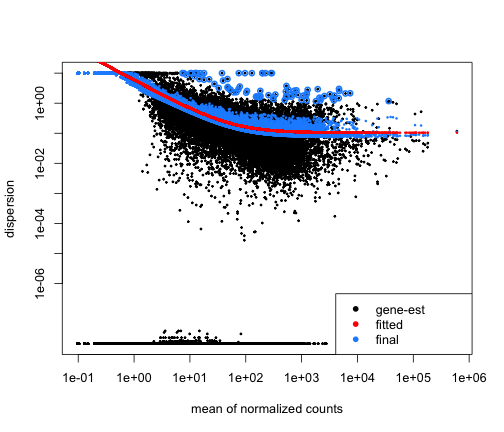 dispersion
1e+00
1e-02
1e-04
1e-06
gene-est
fitted
final
1e-01 1e+00 1e+01 1e+02 1e+03 1e+04 1e+05 1e+06
mean of normalized counts